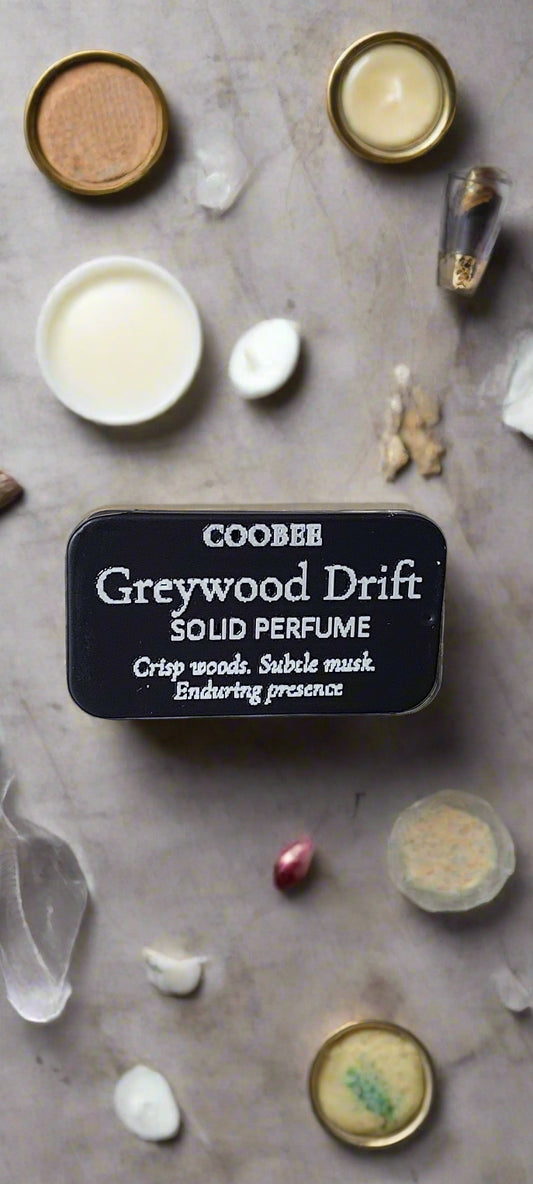 COOBEE
Greywood Drift
SOLID PERFUME
Crisp woods. Subtle musk.
Enduring presence